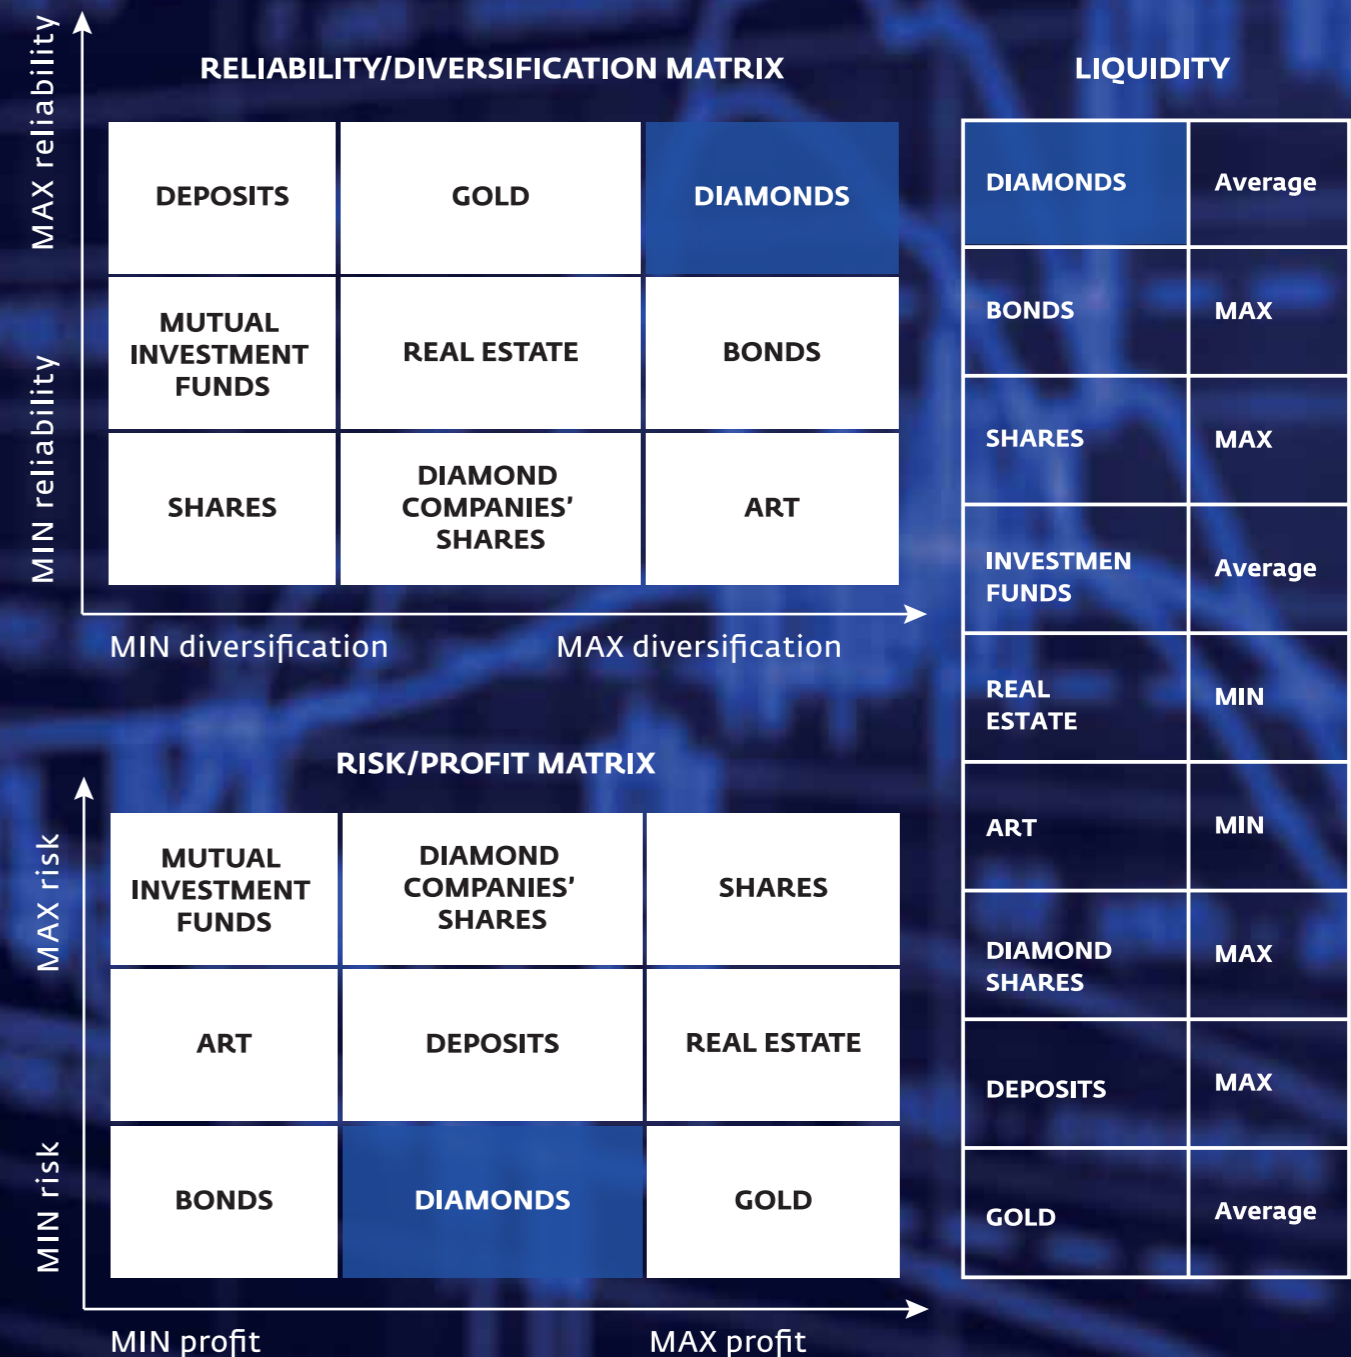 RELIABILITY/DIVERSIFICATION MATRIX
MAX reliability
MIN reliability
DEPOSITS
GOLD
DIAMONDS
MUTUAL
INVESTMENT
FUNDS
REAL ESTATE
BONDS
SHARES
DIAMOND
COMPANIES'
SHARES
ART
MIN diversification
MAX diversification
RISK/PROFIT MATRIX
MAX risk
MIN risk
MUTUAL
INVESTMENT
FUNDS
DIAMOND
COMPANIES'
SHARES
SHARES
ART
DEPOSITS
REAL ESTATE
BONDS
DIAMONDS
GOLD
MIN profit
MAX profit
LIQUIDITY
DIAMONDS
Average
BONDS
MAX
SHARES
MAX
INVESTMEN
FUNDS
Average
REAL
ESTATE
MIN
ART
MIN
DIAMOND
SHARES
MAX
DEPOSITS
MAX
GOLD
Average